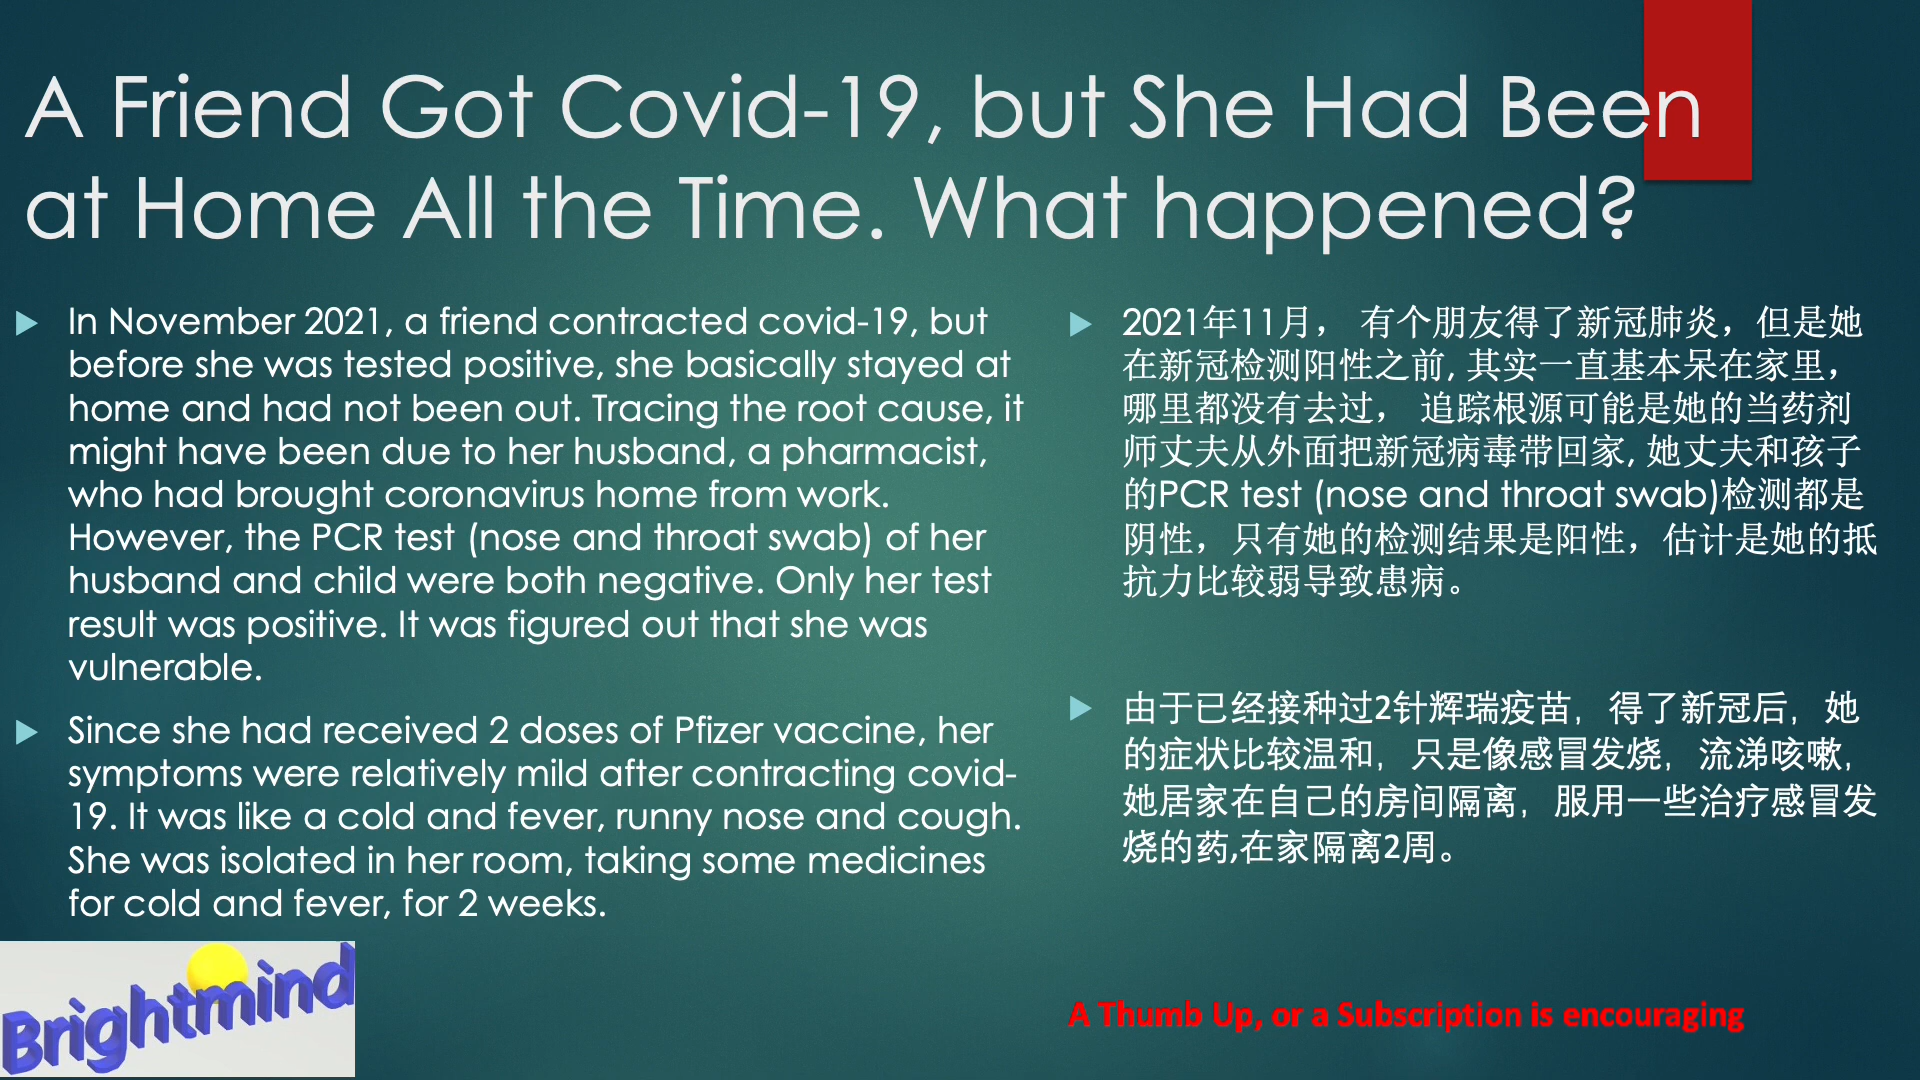 A Friend Got Covid-19, but She Had Been
at Home All the Time. What happened?
In November 2021, a friend contracted covid-19, but
before she was tested positive, she basically stayed at
home and had not been out. Tracing the root cause, it
might have been due to her husband, a pharmacist,
who had brought coronavirus home from work.
However, the PCR test (nose and throat swab) of her
husband and child were both negative. Only her test
result was positive. It was figured out that she was
vulnerable.
Since she had received 2 doses of Pfizer vaccine, her
symptoms were relatively mild after contracting covid-
19. It was like a cold and fever, runny nose and cough.
She was isolated in her room, taking some medicines
for cold and fever, for 2 weeks.
2021年11月， 有个朋友得了新冠肺炎，但是她
在新冠检测阳性之前, 其实一直基本呆在家里，
哪里都没有去过， 追踪根源可能是她的当药剂
师丈夫从外面把新冠病毒带回家, 她丈夫和孩子
的PCR test (nose and throat swab)检测都是
阴性，只有她的检测结果是阳性，估计是她的抵
抗力比较弱导致患病。
由于已经接种过2针辉瑞疫苗，得了新冠后，她
的症状比较温和，只是像感冒发烧，流涕咳嗽，
她居家在自己的房间隔离，服用一些治疗感冒发
烧的药,在家隔离2周。
Brightmind
A Thumb Up, or a Subscription is encouraging